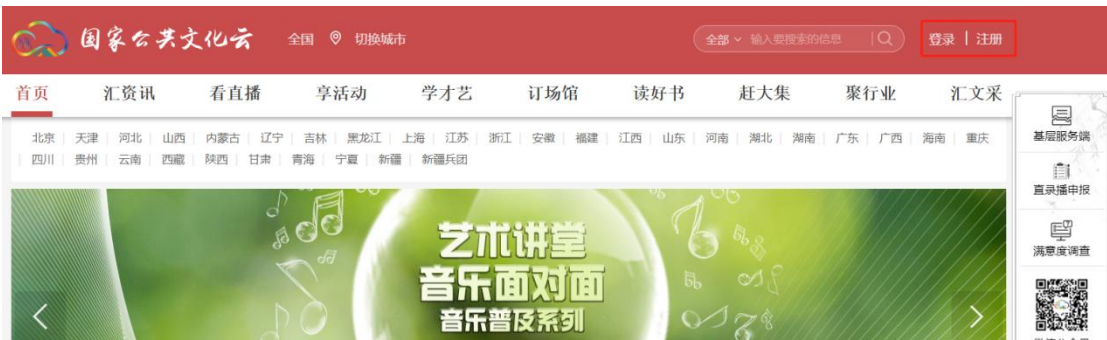 国家公共文化云 全国 切换城市 全部 输入要搜索的信息 登录 | 注册
首页 汇资讯 看直播 享活动 学才艺 订场馆 读好书 赶大集 聚行业 汇文采
北京 | 天津 | 河北 | 山西 | 内蒙古 | 辽宁 | 吉林 | 黑龙江 | 上海 | 江苏 | 浙江 | 安徽 | 福建 | 江西 | 山东 | 河南 | 湖北 | 湖南 | 广东 | 广西 | 海南 | 重庆
| 四川 | 贵州 | 云南 | 西藏 | 陕西 | 甘肃 | 青海 | 宁夏 | 新疆 | 新疆兵团
艺术讲堂
音乐面对面
音乐普及系列
基层服务端
直录播申报
满意度调查